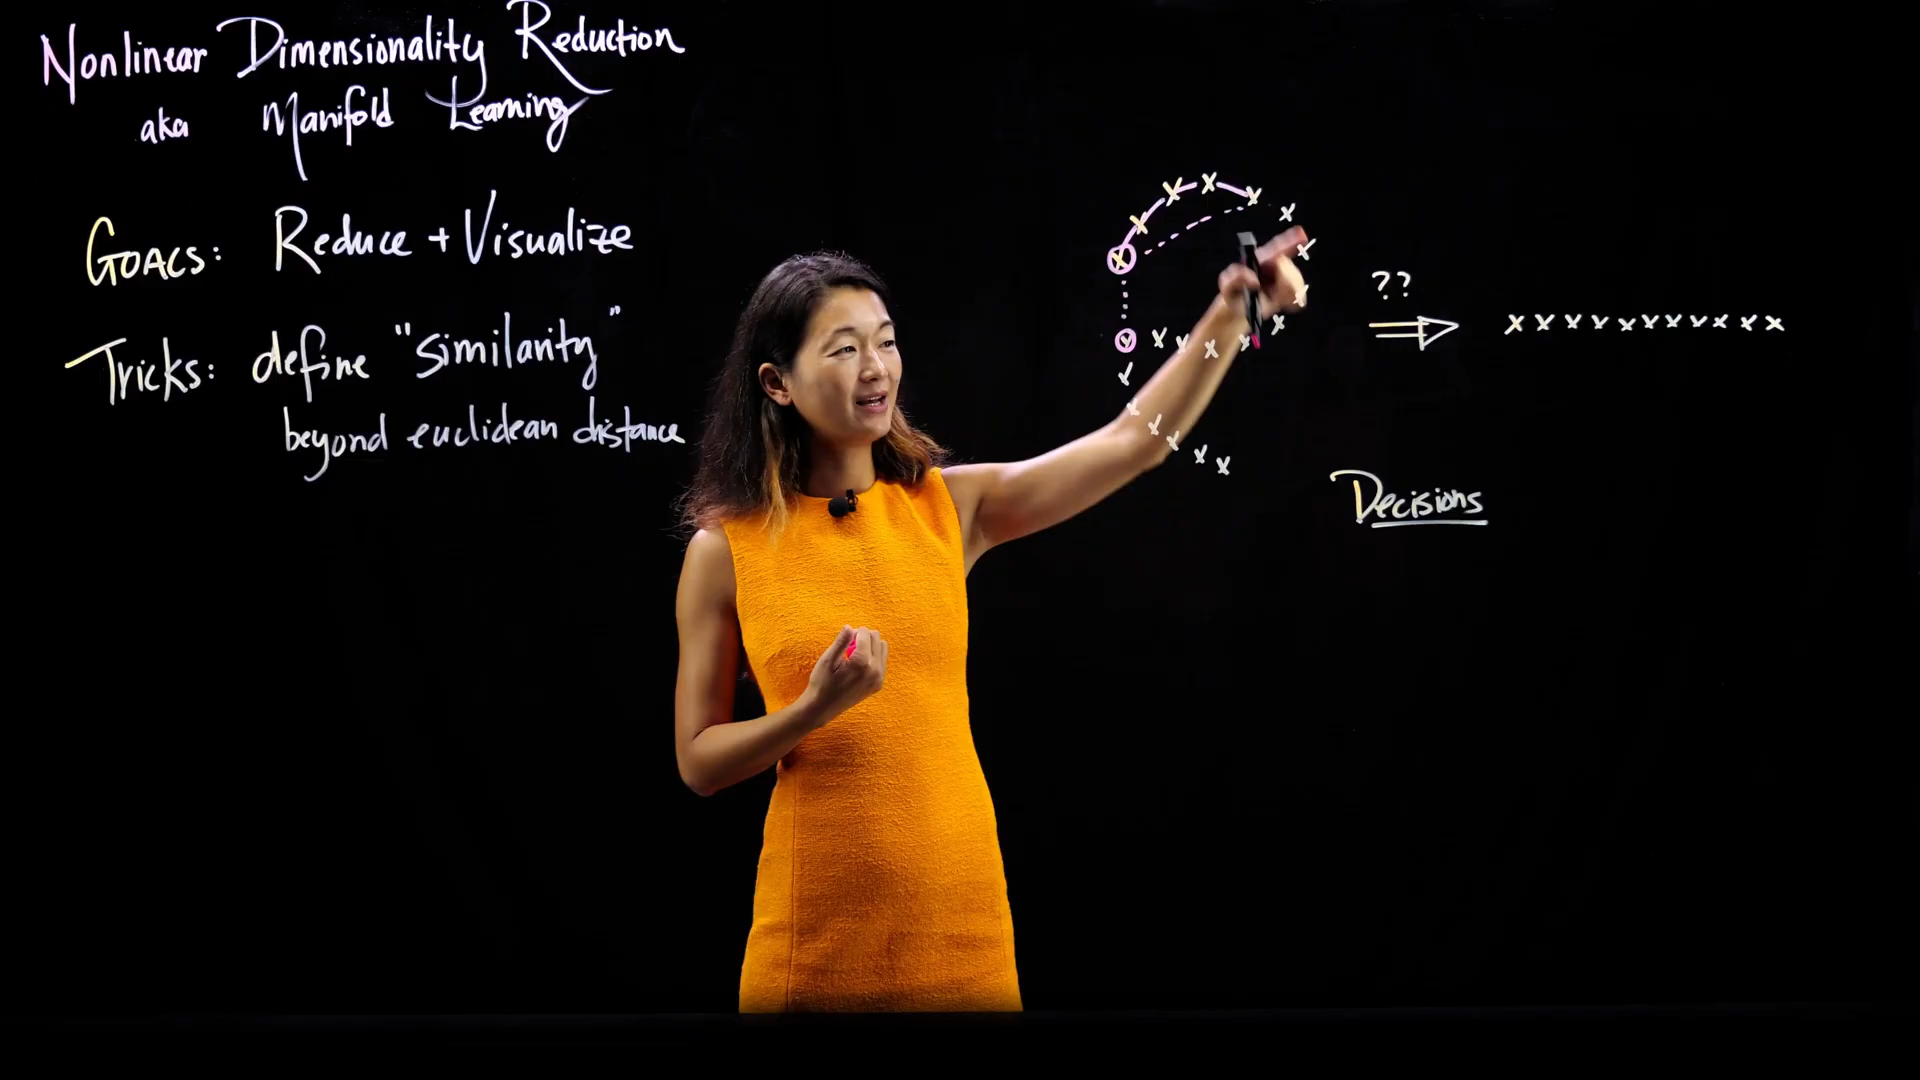 Nonlinear Dimensionality Reduction
aka Manifold Learning
GOALS: Reduce + Visualize
Tricks: define "similarity"
beyond euclidean distance
??
Decisions